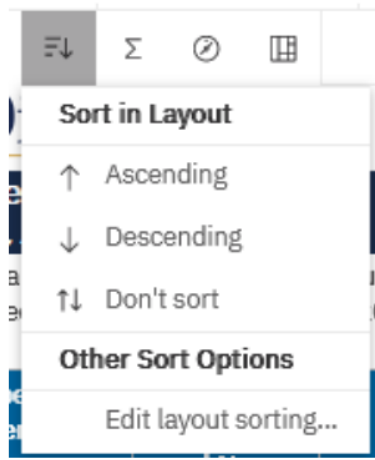 Sort in Layout
Ascending
Descending
Don't sort
Other Sort Options
Edit layout sorting...